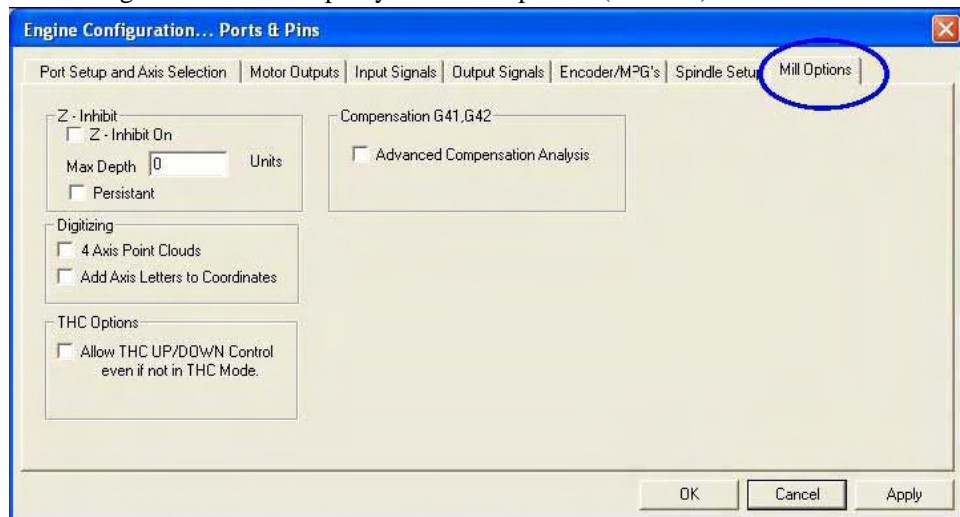 Engine Configuration... Ports & Pins
Port Setup and Axis Selection
Motor Outputs
Input Signals
Output Signals
Encoder/MPG's
Spindle Setup
Mill Options
Z - Inhibit
Z - Inhibit On
Max Depth 0 Units
Persistant
Digitizing
4 Axis Point Clouds
Add Axis Letters to Coordinates
THC Options
Allow THC UP/DOWN Control
even if not in THC Mode.
Compensation G41,G42
Advanced Compensation Analysis
OK
Cancel
Apply